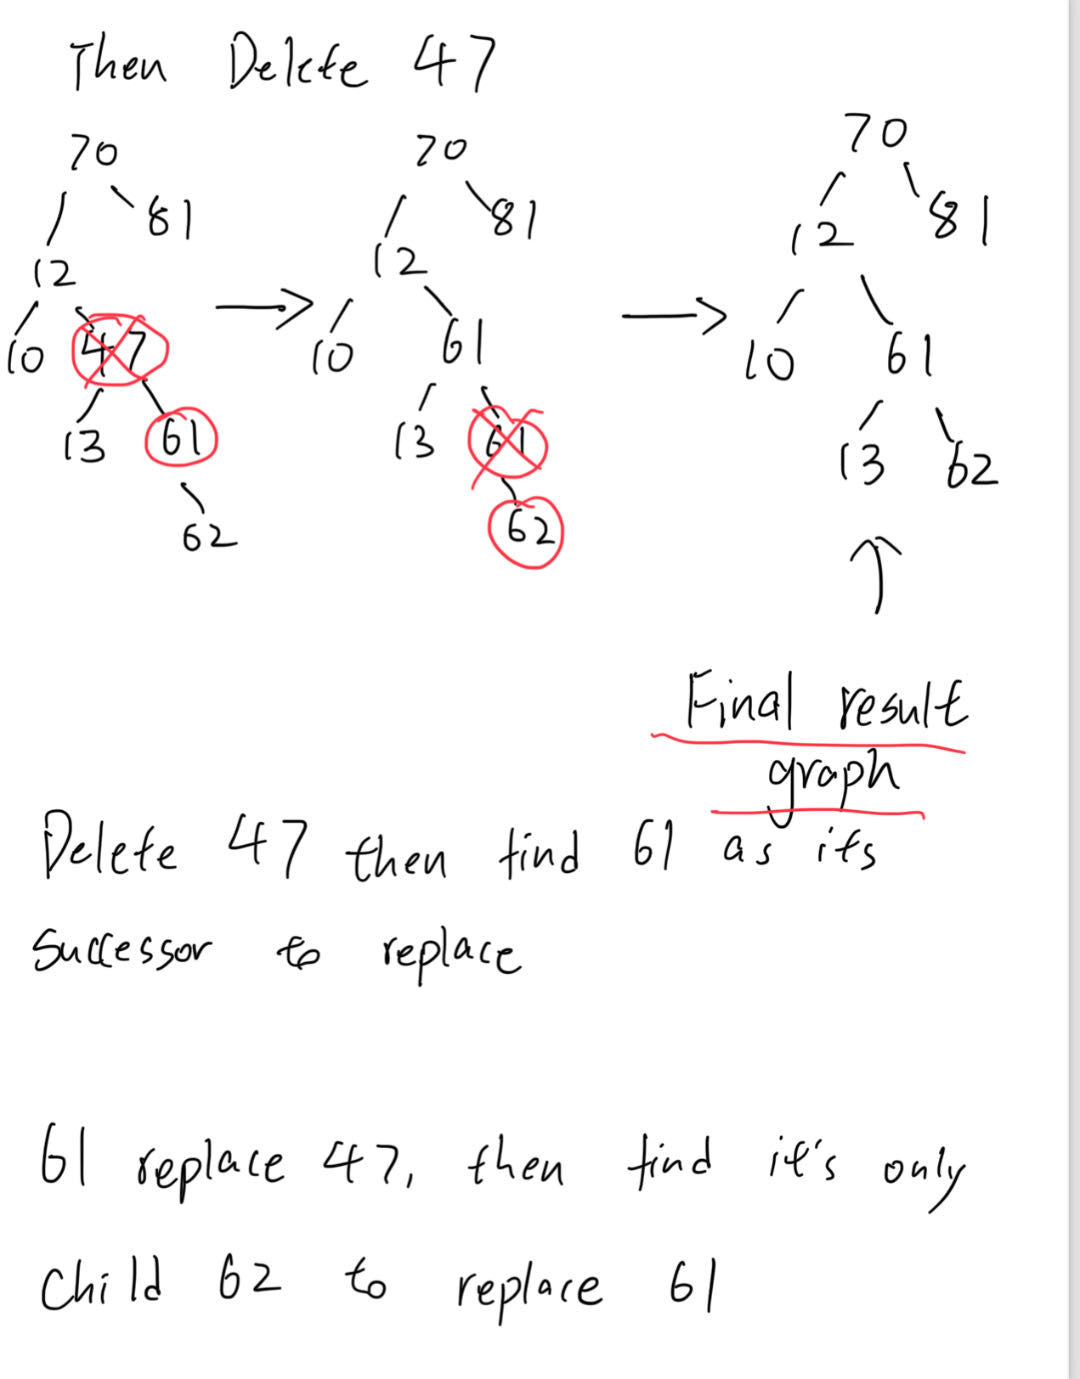 Then Delete 47
70 70 70
81 81 81
12 12 12
10 47 10 61 10 61
13 61 13 61 13 62
62 62
Final result
graph
Delete 47 then find 61 as its
Successor to replace
61 replace 47, then find it's only
child 62 to replace 61